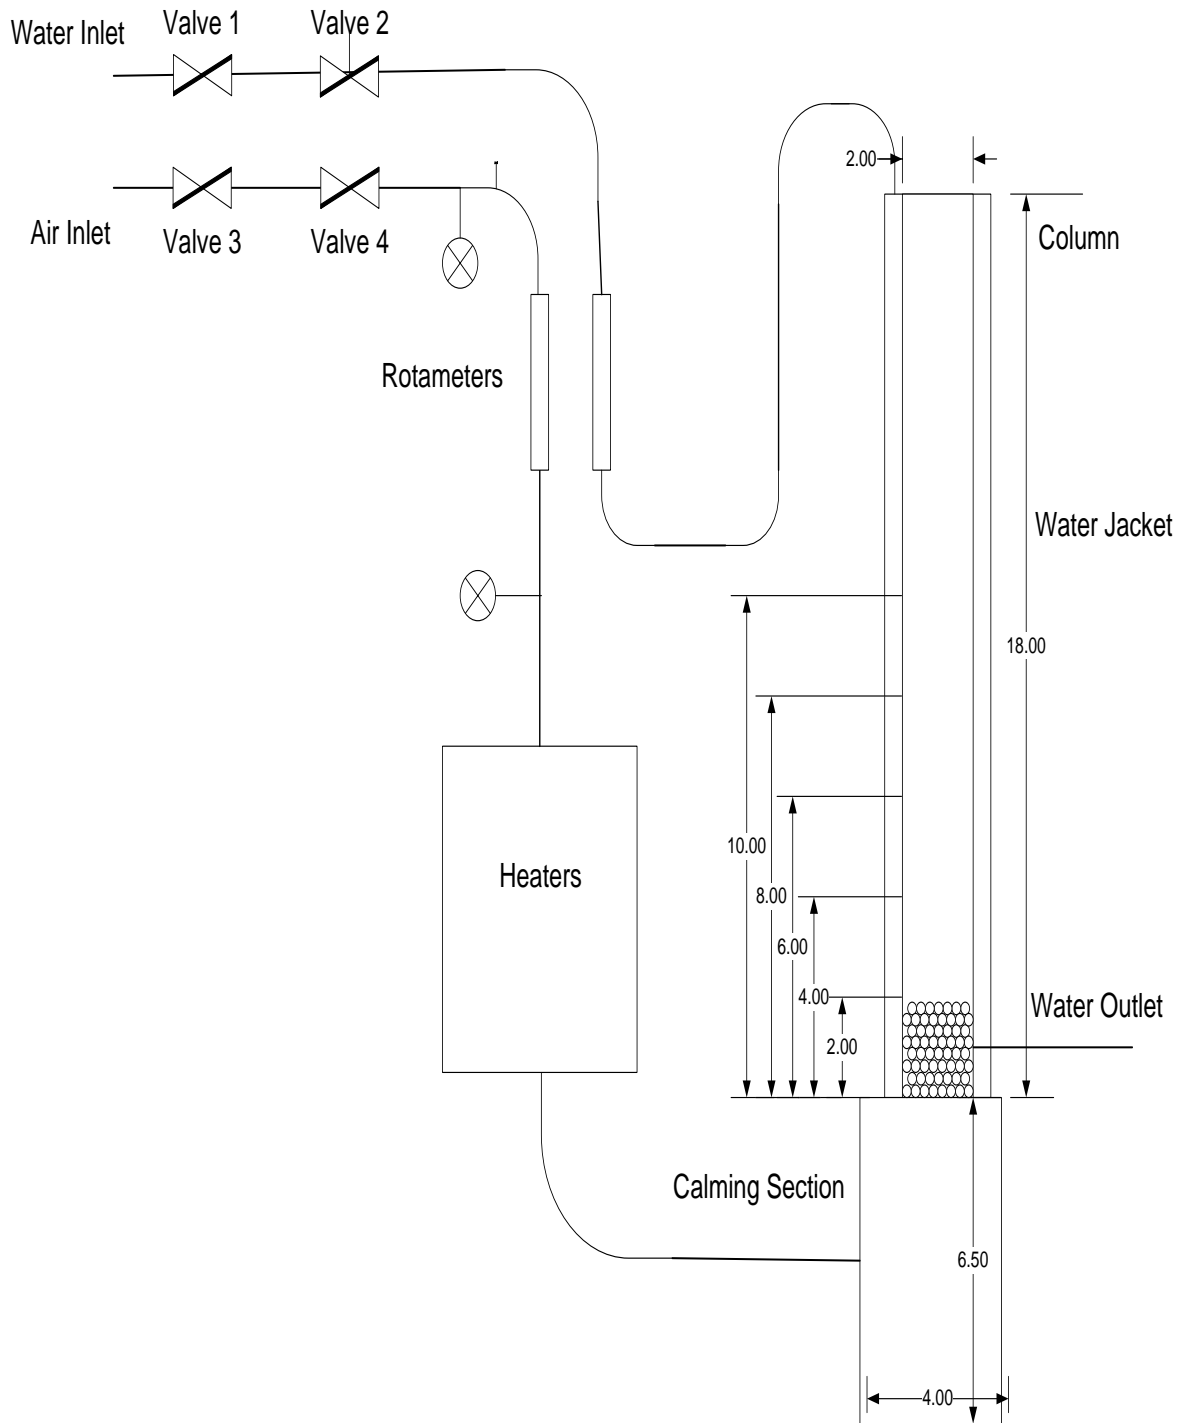 Water Inlet
Valve 1
Valve 2
Air Inlet
Valve 3
Valve 4
2.00
Column
Rotameters
Water Jacket
18.00
10.00
Heaters
8.00
6.00
4.00
Water Outlet
2.00
Calming Section
6.50
4.00